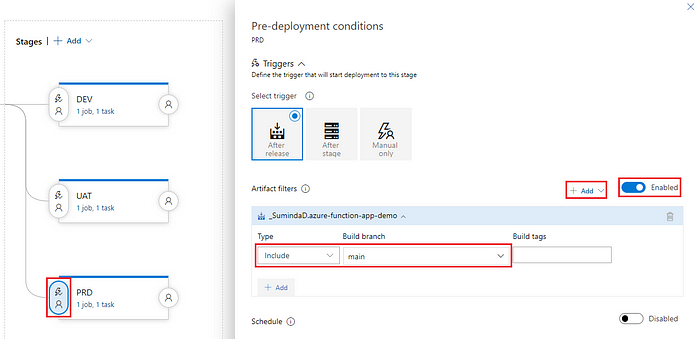 Stages | + Add
DEV
1 job, 1 task
UAT
1 job, 1 task
PRD
1 job, 1 task
Pre-deployment conditions
PRD
Triggers
Define the trigger that will start deployment to this stage
Select trigger
After release
After stage
Manual only
Artifact filters
+ Add
Enabled
_SumindaD.azure-function-app-demo
Type
Build branch
Build tags
Include
main
+ Add
Schedule
Disabled